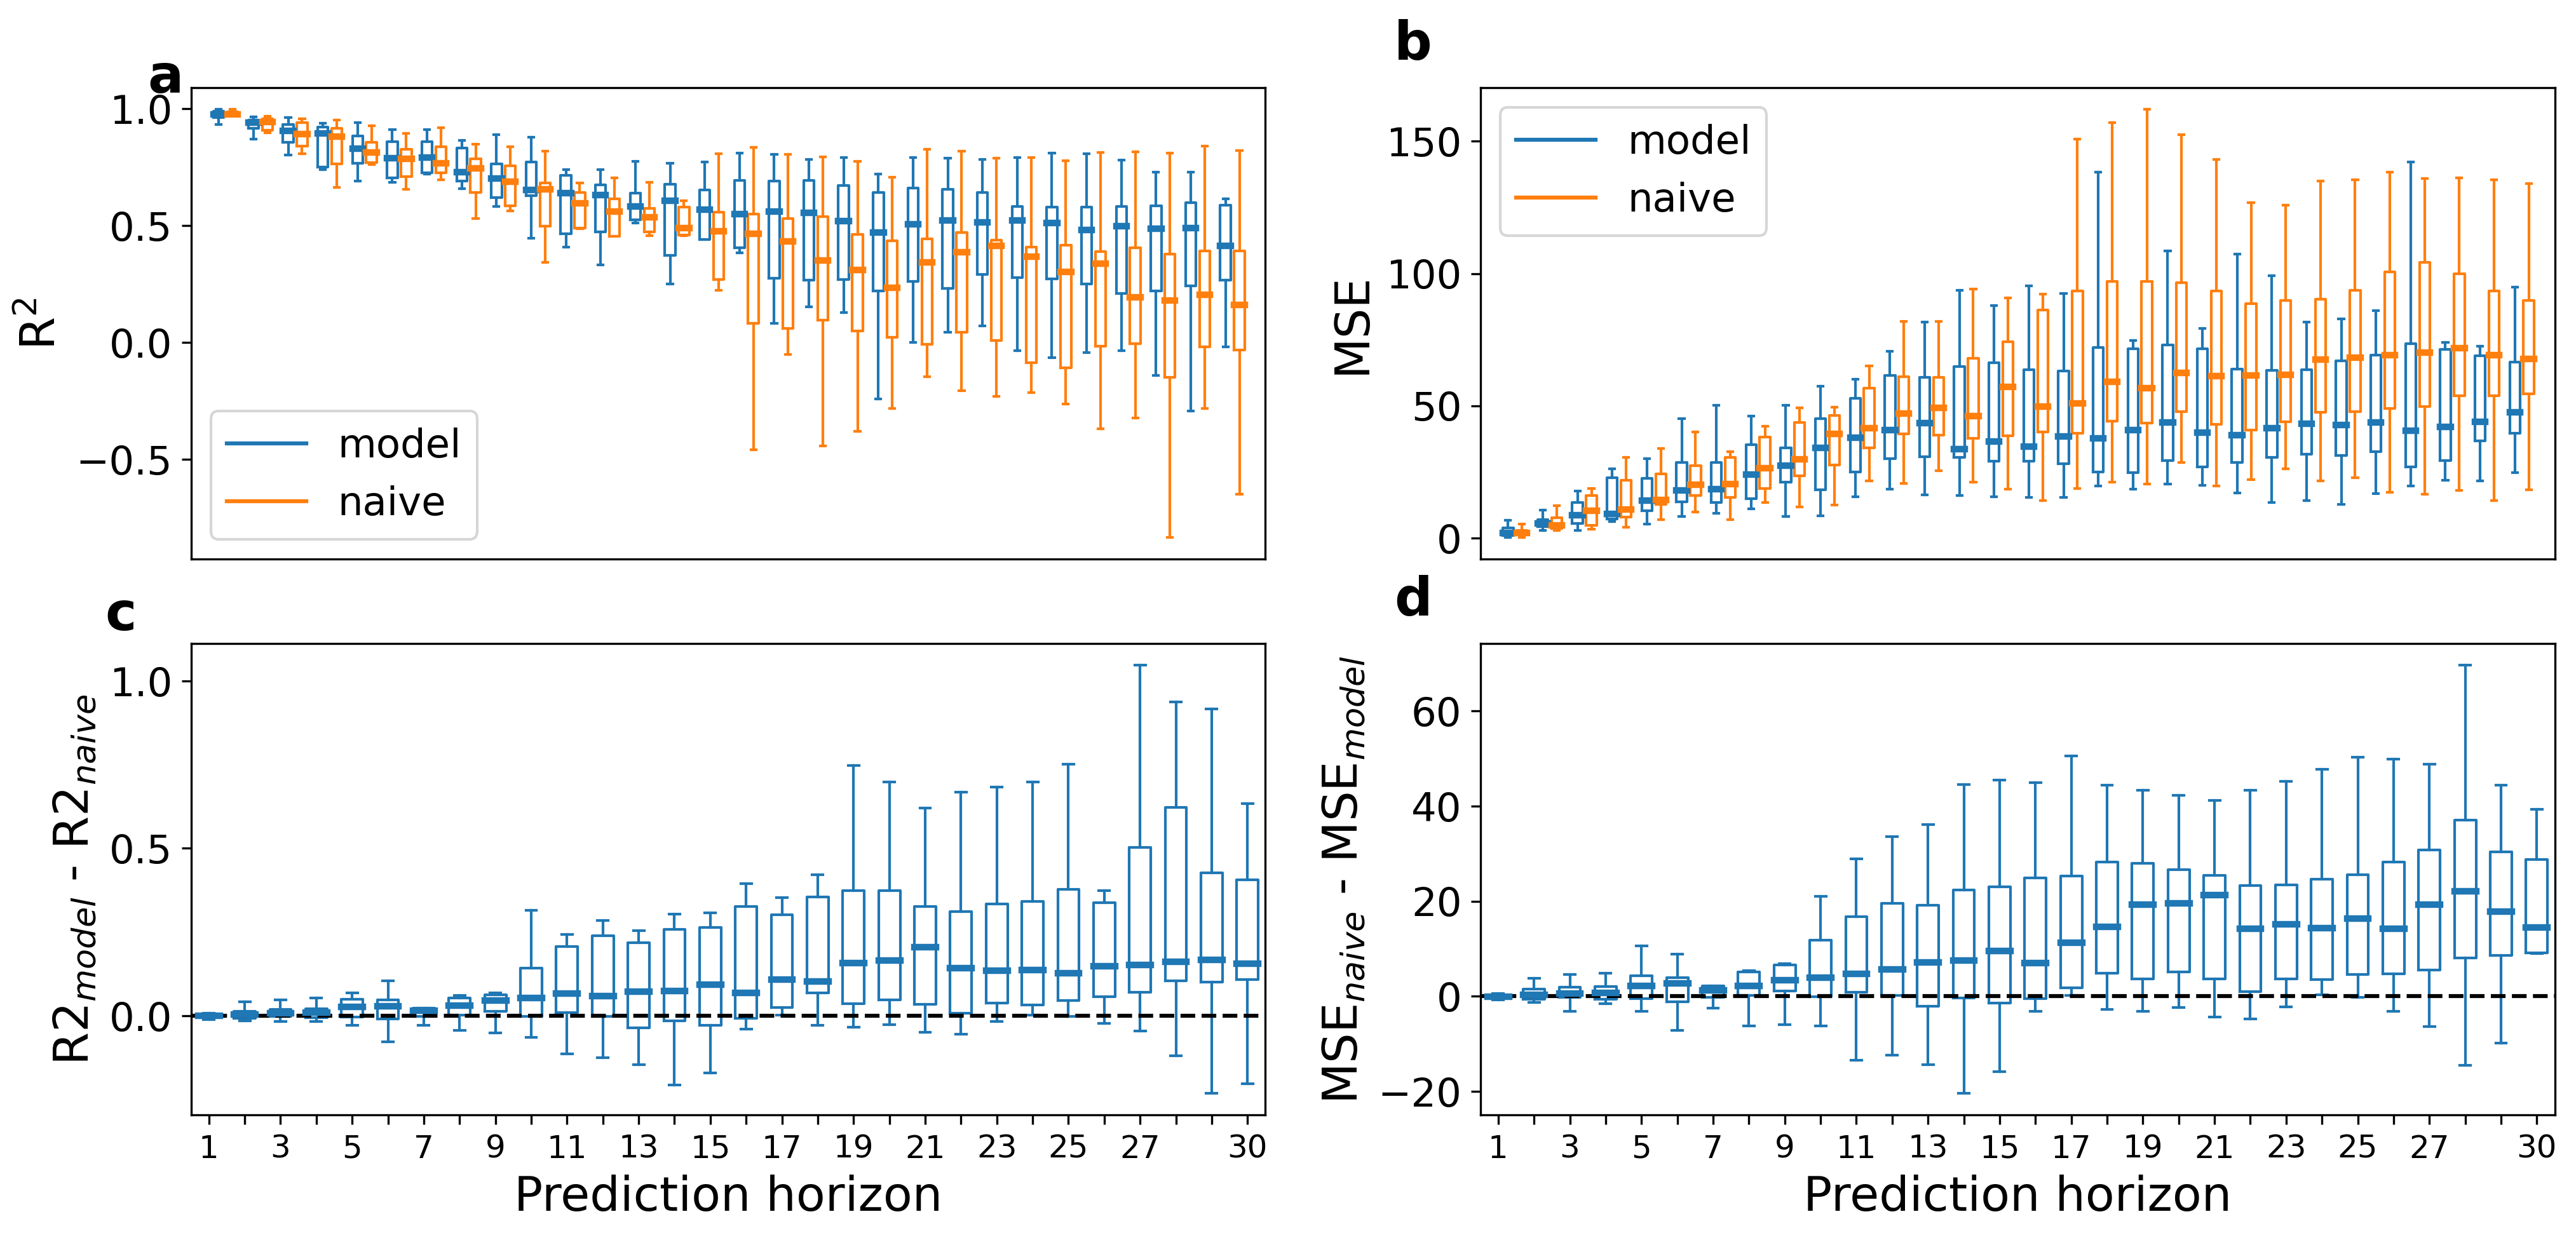 a
1.0
0.5
0.0
−0.5
R²
model
naive
b
150
100
50
0
MSE
model
naive
c
1.0
0.5
0.0
R2model - R2naive
1 3 5 7 9 11 13 15 17 19 21 23 25 27 30
Prediction horizon
d
60
40
20
0
−20
MSEnaive - MSEmodel
1 3 5 7 9 11 13 15 17 19 21 23 25 27 30
Prediction horizon